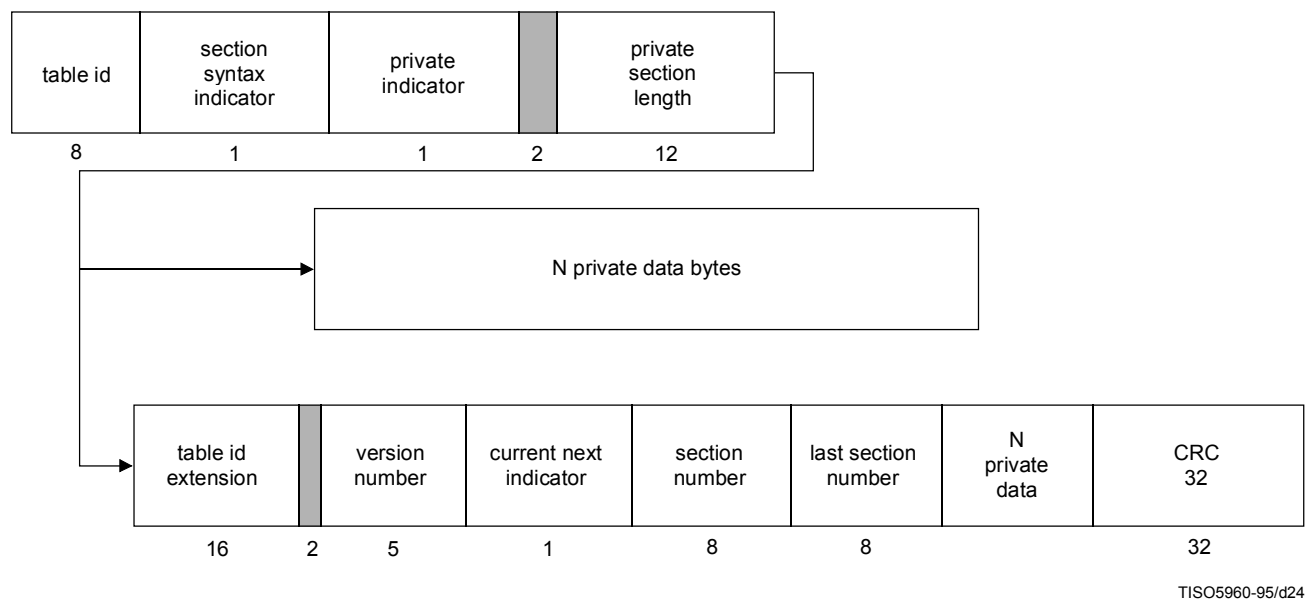 table id
section
syntax
indicator
private
indicator
private
section
length
8
1
1
2
12
N private data bytes
table id
extension
version
number
current next
indicator
section
number
last section
number
N
private
data
CRC
32
16
2
5
1
8
8
32
TISO5960-95/d24